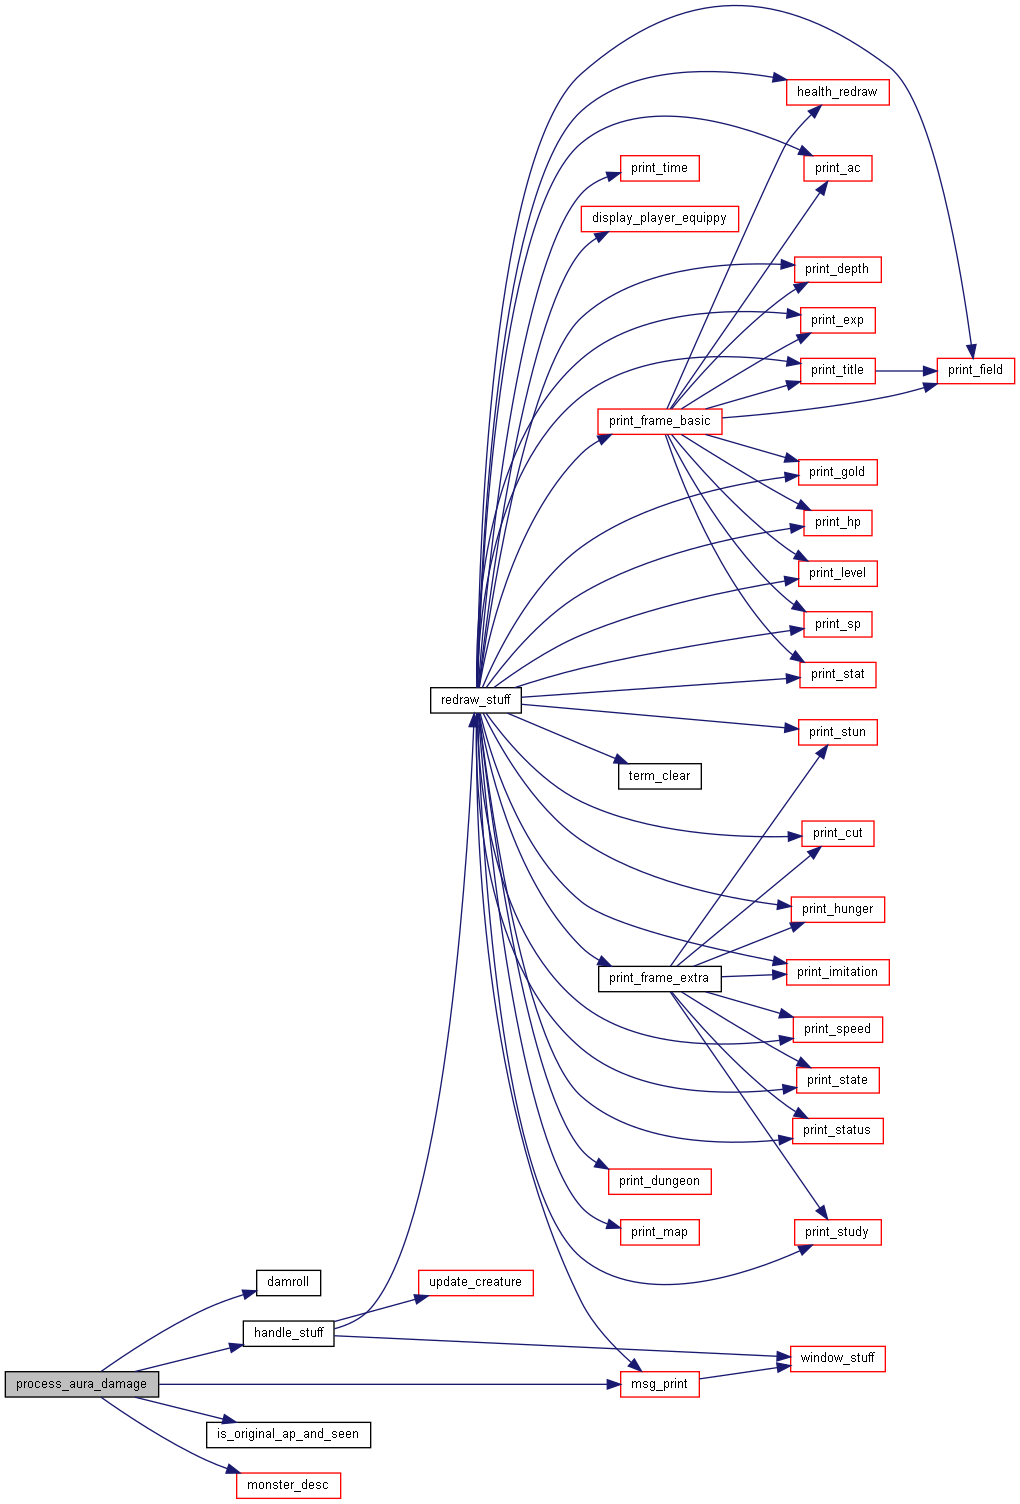 health_redraw
print_ac
print_time
display_player_equippy
print_depth
print_exp
print_title
print_field
print_frame_basic
print_gold
print_hp
print_level
print_sp
print_stat
redraw_stuff
print_stun
term_clear
print_cut
print_hunger
print_imitation
print_frame_extra
print_speed
print_state
print_status
print_dungeon
print_map
print_study
damroll
update_creature
handle_stuff
window_stuff
process_aura_damage
msg_print
is_original_ap_and_seen
monster_desc